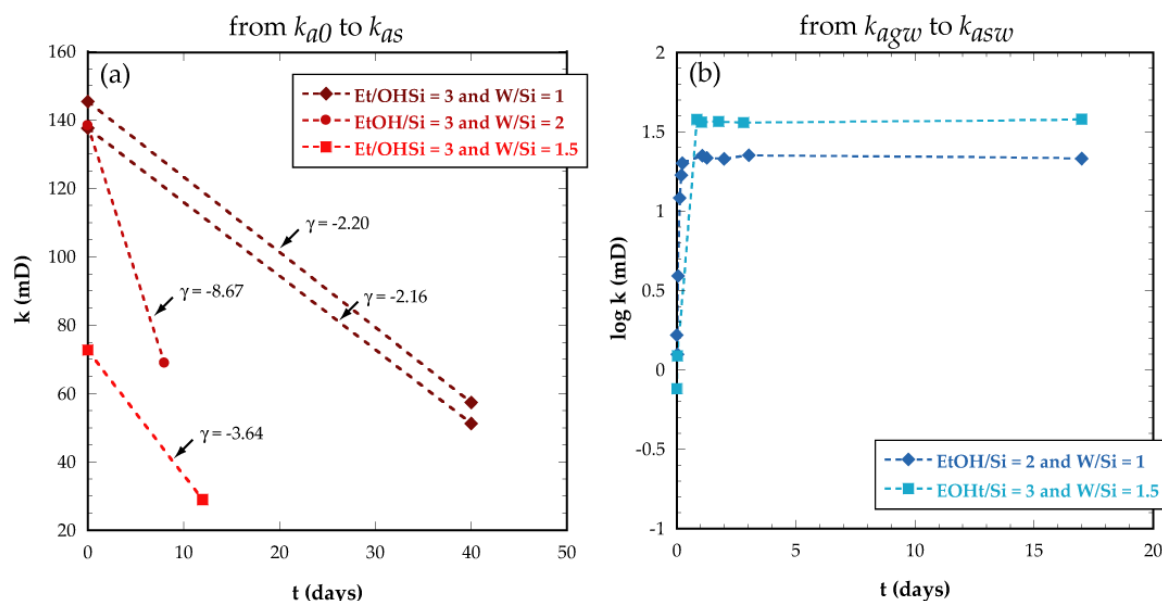 from ka0 to kas
from kagw to kasw
(a)
Et/OHSi = 3 and W/Si = 1
EtOH/Si = 3 and W/Si = 2
Et/OHSi = 3 and W/Si = 1.5
γ = -2.20
γ = -2.16
γ = -8.67
γ = -3.64
k (mD)
160
140
120
100
80
60
40
20
0
10
20
30
40
50
t (days)
(b)
log k (mD)
2
1.5
1
0.5
0
-0.5
-1
EtOH/Si = 2 and W/Si = 1
EOHt/Si = 3 and W/Si = 1.5
0
5
10
15
20
t (days)